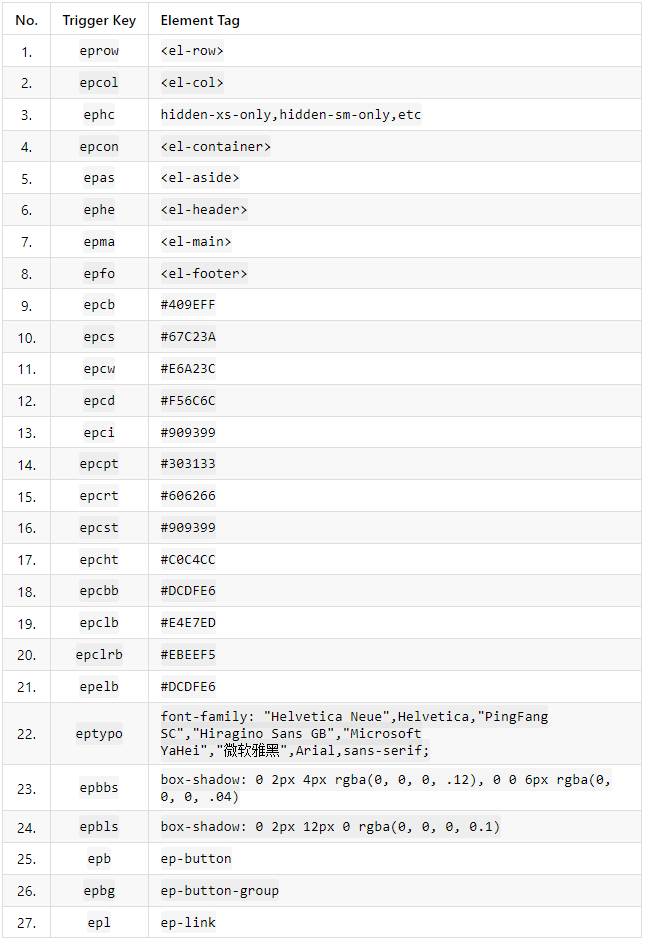 No. Trigger Key Element Tag
1. eprow <el-row>
2. epcol <el-col>
3. ephc hidden-xs-only,hidden-sm-only,etc
4. epcon <el-container>
5. epas <el-aside>
6. ephe <el-header>
7. epma <el-main>
8. epfo <el-footer>
9. epcb #409EFF
10. epcs #67C23A
11. epcw #E6A23C
12. epcd #F56C6C
13. epci #909399
14. epcpt #303133
15. epcrt #606266
16. epcst #909399
17. epcht #C0C4CC
18. epcbb #DCDFE6
19. epclb #E4E7ED
20. epclrb #EBEEF5
21. epelb #DCDFE6
22. eptypo font-family: "Helvetica Neue",Helvetica,"PingFang
SC","Hiragino Sans GB","Microsoft
YaHei","微软雅黑",Arial,sans-serif;
23. epbbs box-shadow: 0 2px 4px rgba(0, 0, 0, .12), 0 0 6px rgba(0,
0, 0, .04)
24. epbls box-shadow: 0 2px 12px 0 rgba(0, 0, 0, 0.1)
25. epb ep-button
26. epbg ep-button-group
27. epl ep-link